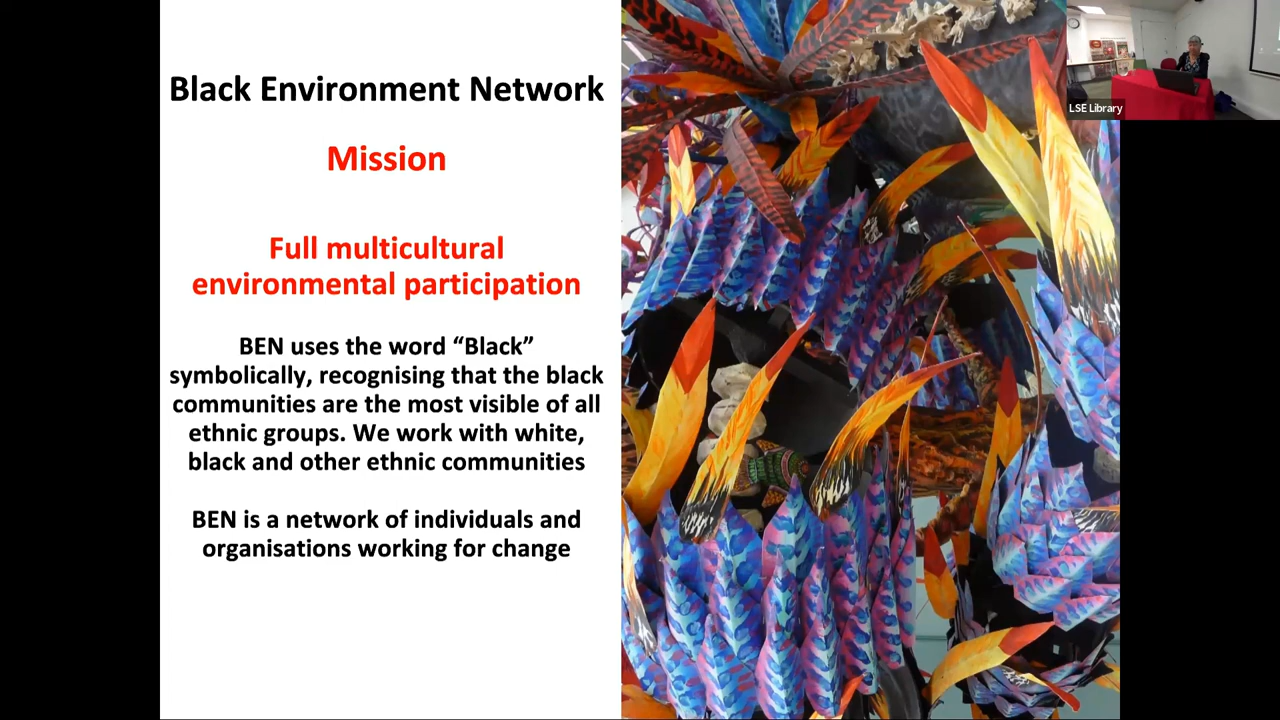 Black Environment Network
Mission
Full multicultural
environmental participation
BEN uses the word “Black”
symbolically, recognising that the black
communities are the most visible of all
ethnic groups. We work with white,
black and other ethnic communities
BEN is a network of individuals and
organisations working for change
LSE Library